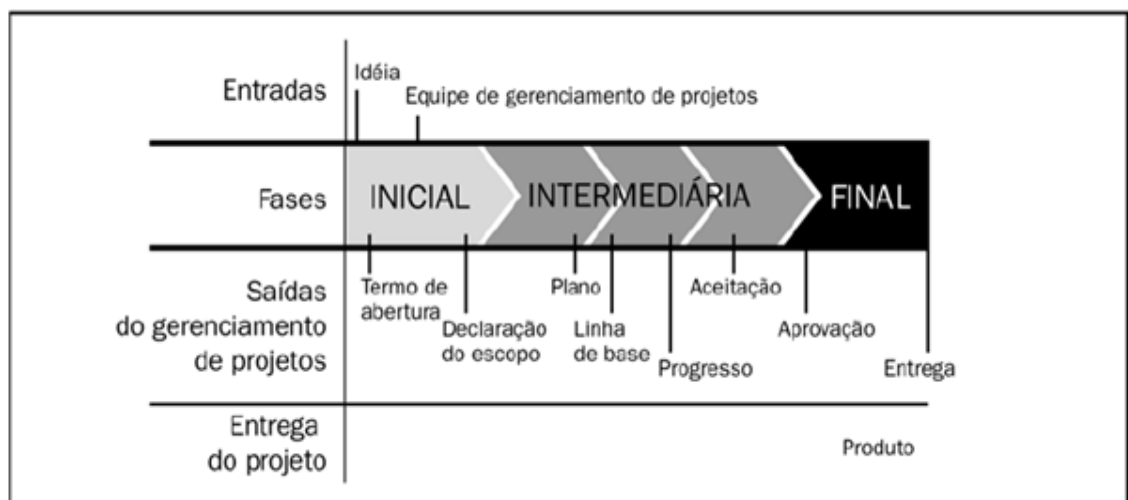 Entradas
Idéia
Equipe de gerenciamento de projetos
Fases
INICIAL
INTERMEDIÁRIA
FINAL
Saídas
do gerenciamento
de projetos
Termo de
abertura
Declaração
do escopo
Plano
Linha
de base
Progresso
Aceitação
Aprovação
Entrega
Entrega
do projeto
Produto